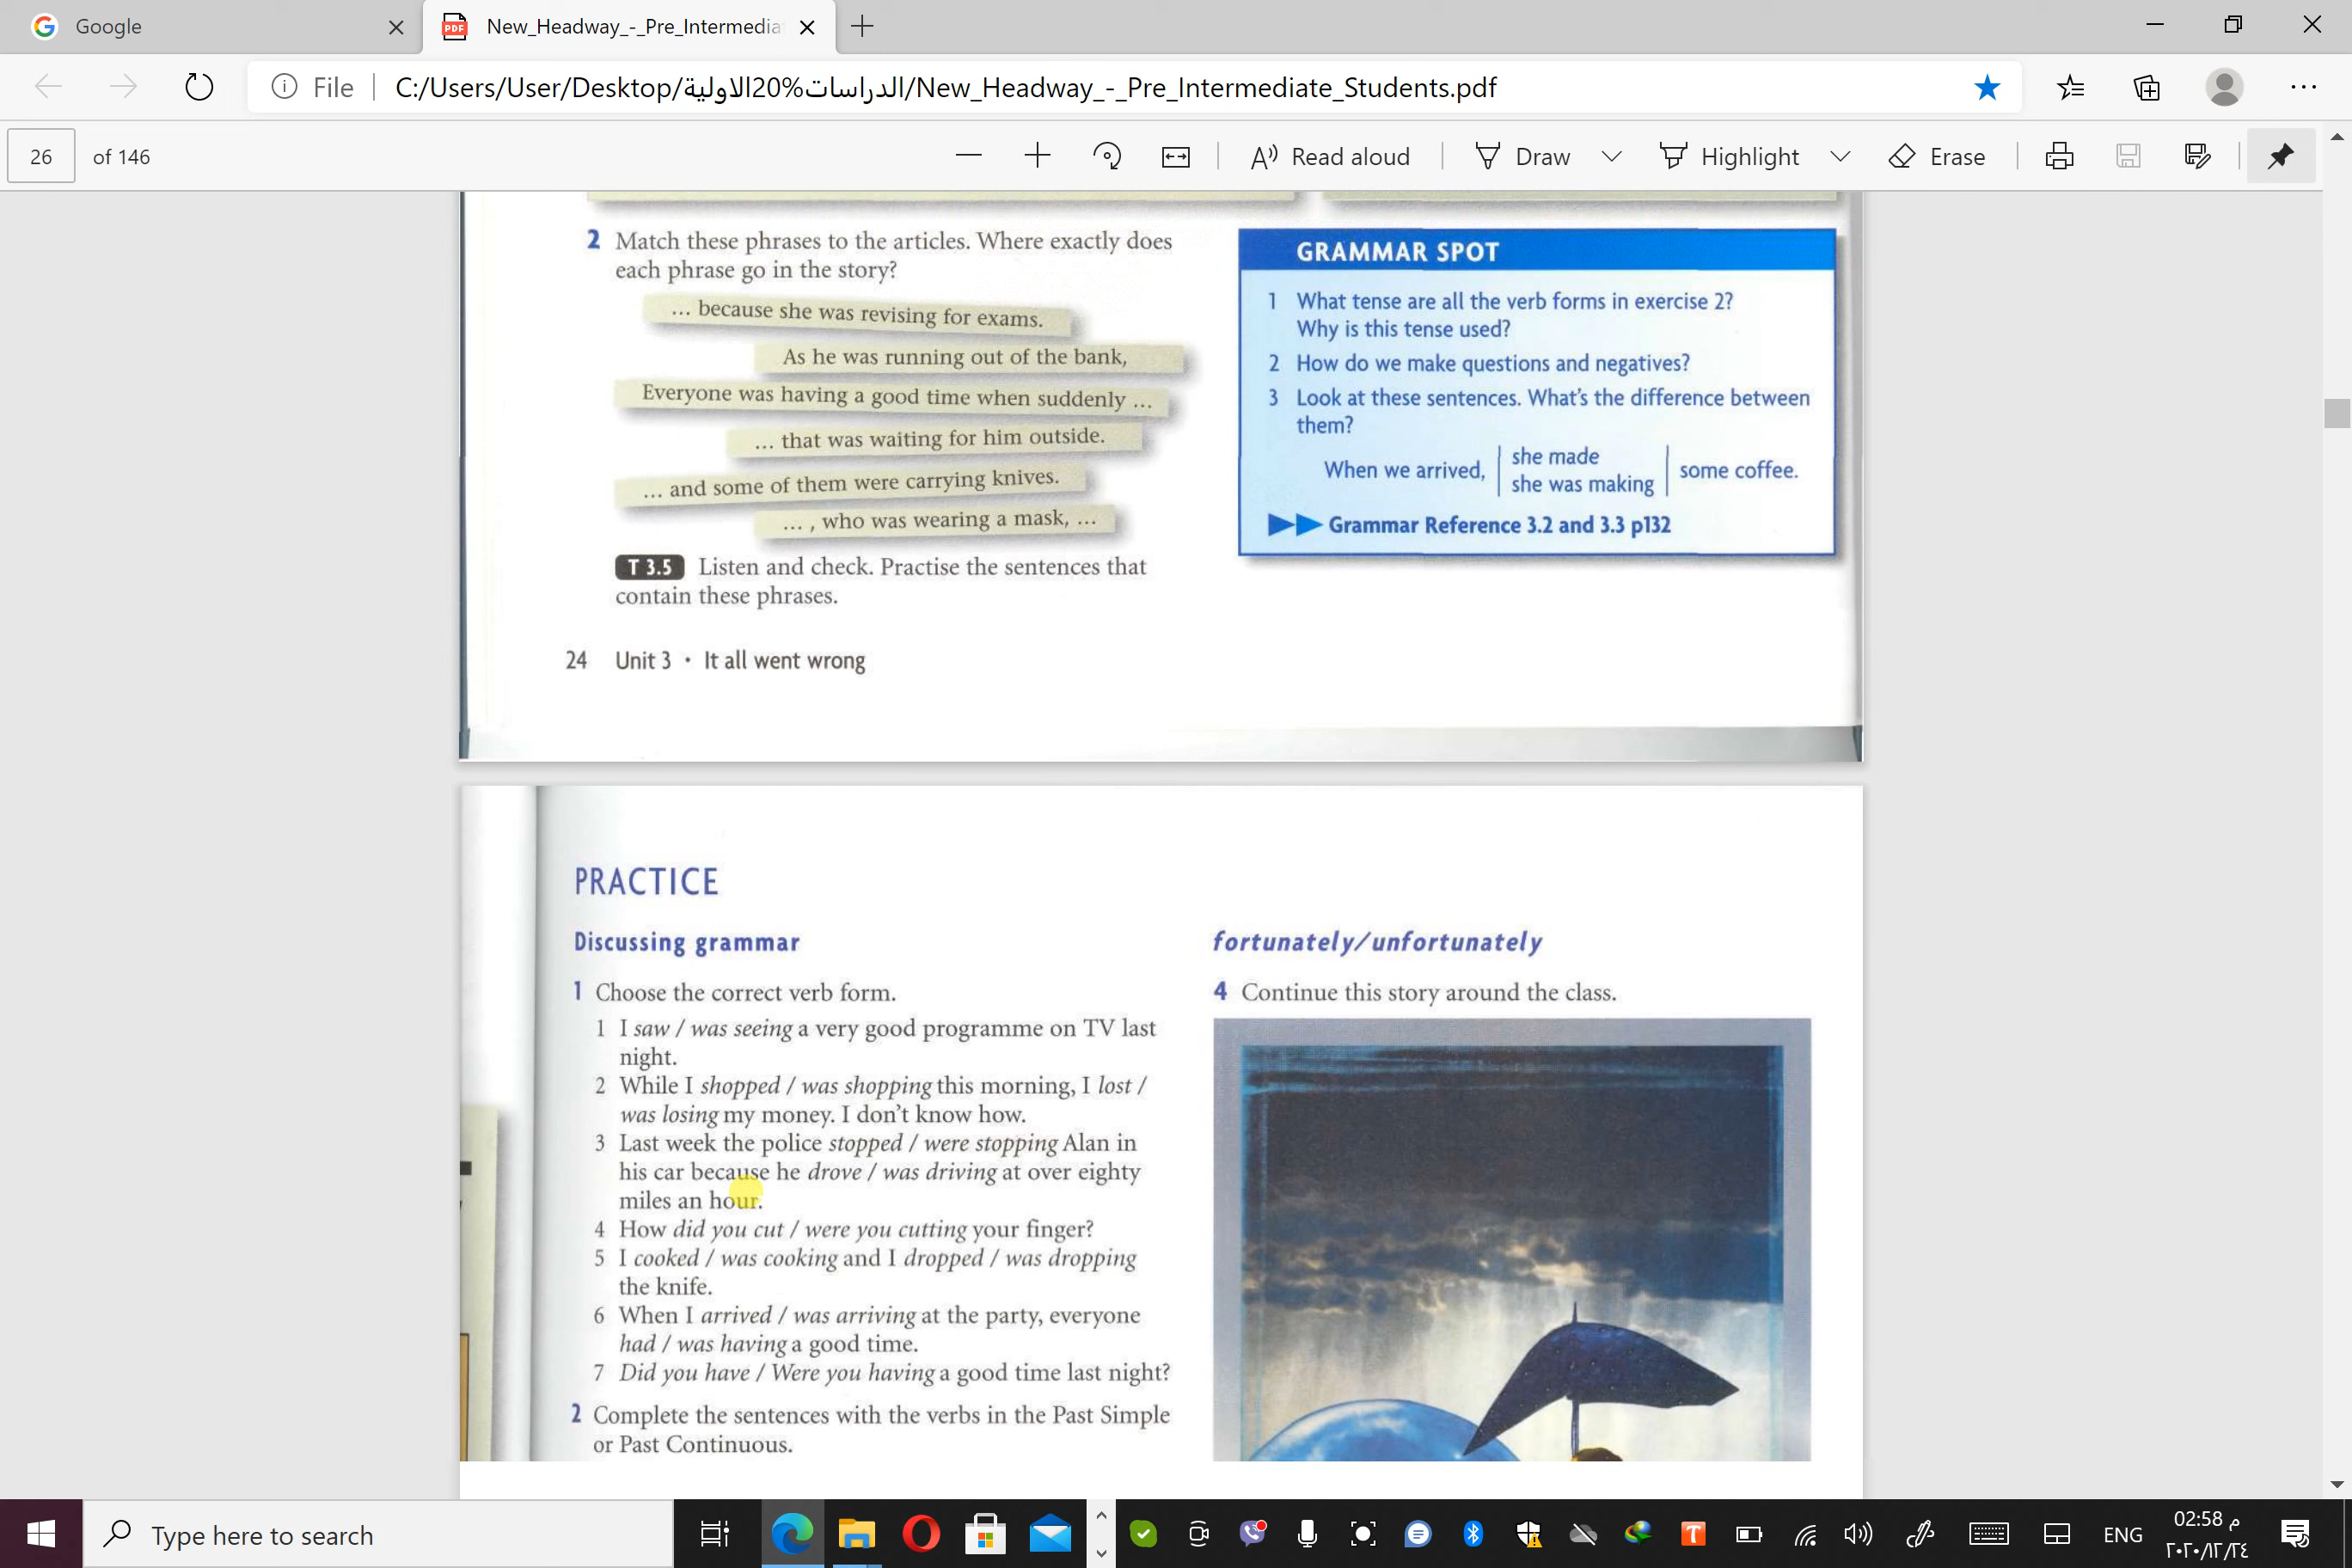 Google
New_Headway_-_Pre_Intermedia
File
C:/Users/User/Desktop/الدراسات%20الاولية/New_Headway_-_Pre_Intermediate_Students.pdf
26 of 146
Read aloud
Draw
Highlight
Erase
2 Match these phrases to the articles. Where exactly does
each phrase go in the story?
... because she was revising for exams.
As he was running out of the bank,
Everyone was having a good time when suddenly ...
... that was waiting for him outside.
... and some of them were carrying knives.
... , who was wearing a mask, ...
T 3.5 Listen and check. Practise the sentences that
contain these phrases.
24 Unit 3 • It all went wrong
GRAMMAR SPOT
1 What tense are all the verb forms in exercise 2?
Why is this tense used?
2 How do we make questions and negatives?
3 Look at these sentences. What's the difference between
them?
When we arrived, | she made | some coffee.
she was making
Grammar Reference 3.2 and 3.3 p132
PRACTICE
Discussing grammar
1 Choose the correct verb form.
1 I saw / was seeing a very good programme on TV last
night.
2 While I shopped / was shopping this morning, I lost /
was losing my money. I don't know how.
3 Last week the police stopped / were stopping Alan in
his car because he drove / was driving at over eighty
miles an hour.
4 How did you cut / were you cutting your finger?
5 I cooked / was cooking and I dropped / was dropping
the knife.
6 When I arrived / was arriving at the party, everyone
had / was having a good time.
7 Did you have / Were you having a good time last night?
2 Complete the sentences with the verbs in the Past Simple
or Past Continuous.
fortunately/unfortunately
4 Continue this story around the class.
Type here to search
ENG
02:58 م
٢٠٢٠/١٢/٢٤